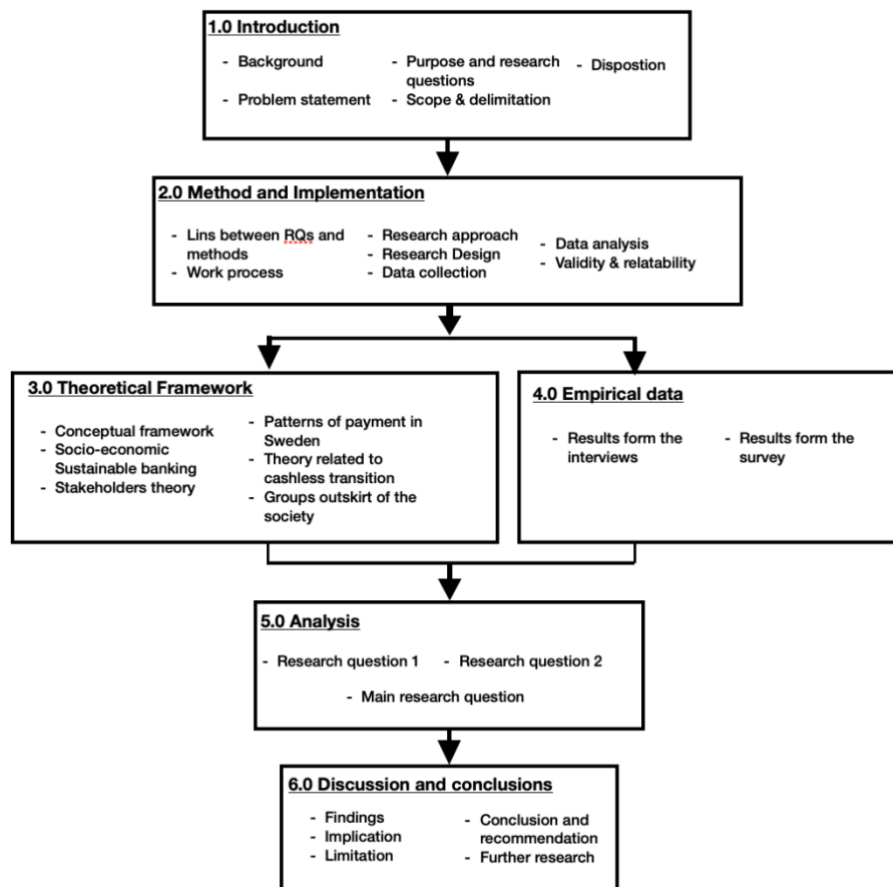 1.0 Introduction
- Background
- Problem statement
- Purpose and research
questions
- Scope & delimitation
- Dispostion
2.0 Method and Implementation
- Lins between RQs and
methods
- Work process
- Research approach
- Research Design
- Data collection
- Data analysis
- Validity & relatability
3.0 Theoretical Framework
- Conceptual framework
- Socio-economic
Sustainable banking
- Stakeholders theory
- Patterns of payment in
Sweden
- Theory related to
cashless transition
- Groups outskirt of the
society
4.0 Empirical data
- Results form the
interviews
- Results form the
survey
5.0 Analysis
- Research question 1
- Research question 2
- Main research question
6.0 Discussion and conclusions
- Findings
- Implication
- Limitation
- Conclusion and
recommendation
- Further research